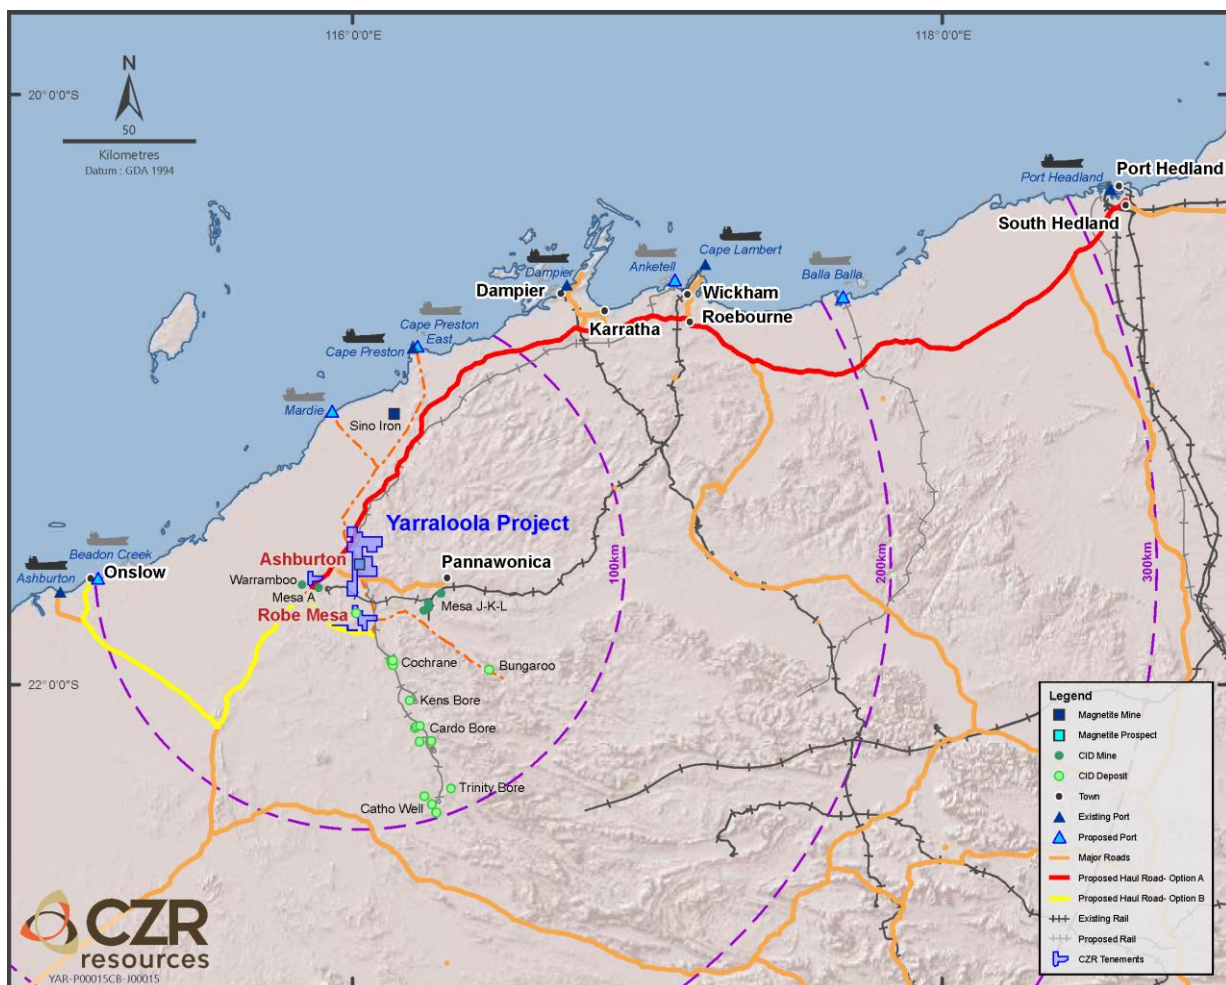 116°0'0"E
118°0'0"E
N
20°0'0"S
50
Kilometres
Datum : GDA 1994
Port Hedland
Port Headland
South Hedland
Cape Lambert
Anketell
Dampier
Balla Balla
Dampier
Wickham
Roebourne
Karratha
Cape Preston
East
Cape Preston
Mardie
Sino Iron
Yarraloola Project
Beadon Creek
Ashburton
Pannawonica
100km
200km
300km
Ashburton
Onslow
Warramboo
Mesa A
Mesa J-K-L
Robe Mesa
Cochrane
Bungaroo
22°0'0"S
Kens Bore
Cardo Bore
Trinity Bore
Catho Well
Legend
Magnetite Mine
Magnetite Prospect
CID Mine
CID Deposit
Town
Existing Port
Proposed Port
Major Roads
Proposed Haul Road- Option A
Proposed Haul Road- Option B
Existing Rail
Proposed Rail
CZR Tenements
CZR
resources
YAR-P00015CB-J00015